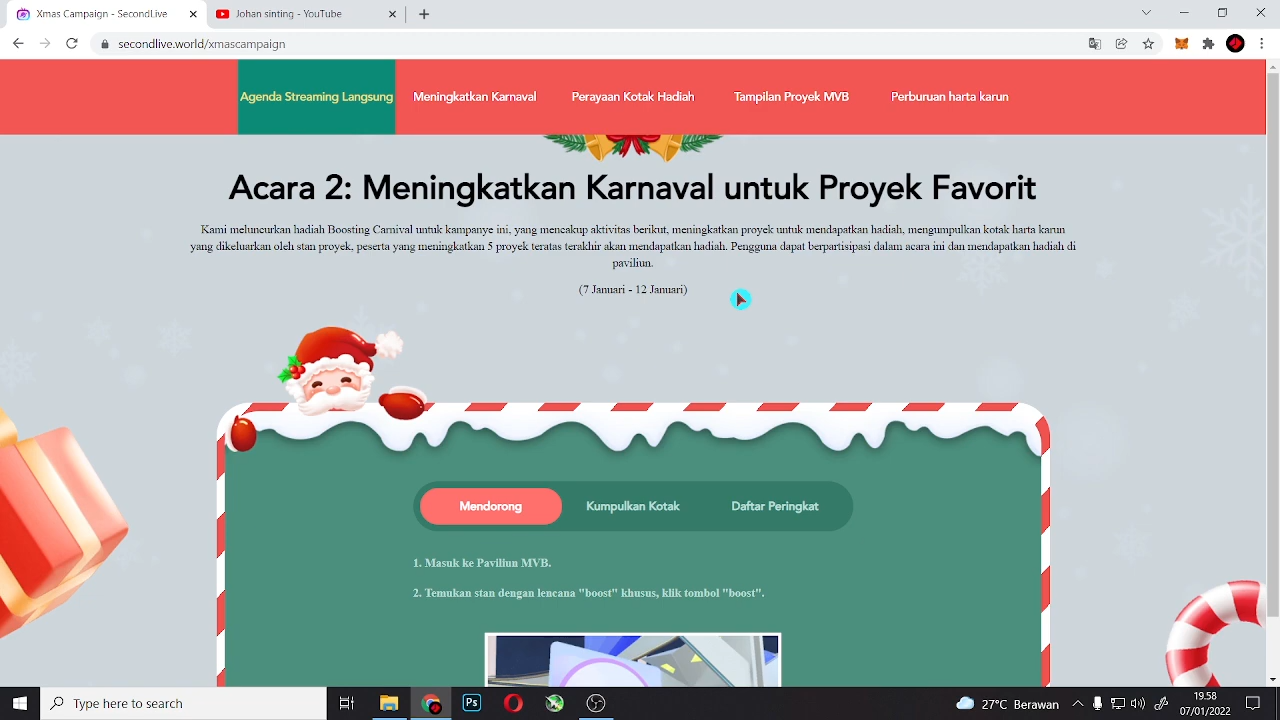 Xmas Campaign - SecondLive
Johan sining - YouTube
secondlive.world/xmascampaign
Agenda Streaming Langsung
Meningkatkan Karnaval
Perayaan Kotak Hadiah
Tampilan Proyek MVB
Perburuan harta karun
Acara 2: Meningkatkan Karnaval untuk Proyek Favorit
Kami meluncurkan hadiah Boosting Carnival untuk kampanye ini, yang mencakup aktivitas berikut, meningkatkan proyek untuk mendapatkan hadiah, mengumpulkan kotak harta karun
yang dikeluarkan oleh stan proyek, peserta yang meningkatkan 5 proyek teratas terakhir akan mendapatkan hadiah. Pengguna dapat berpartisipasi dalam acara ini dan mendapatkan hadiah di
paviliun.
(7 Januari - 12 Januari)
Mendorong
Kumpulkan Kotak
Daftar Peringkat
1. Masuk ke Paviliun MVB.
2. Temukan stan dengan lencana "boost" khusus, klik tombol "boost".
Type here to search
Ps
27°C Berawan
19.58
07/01/2022